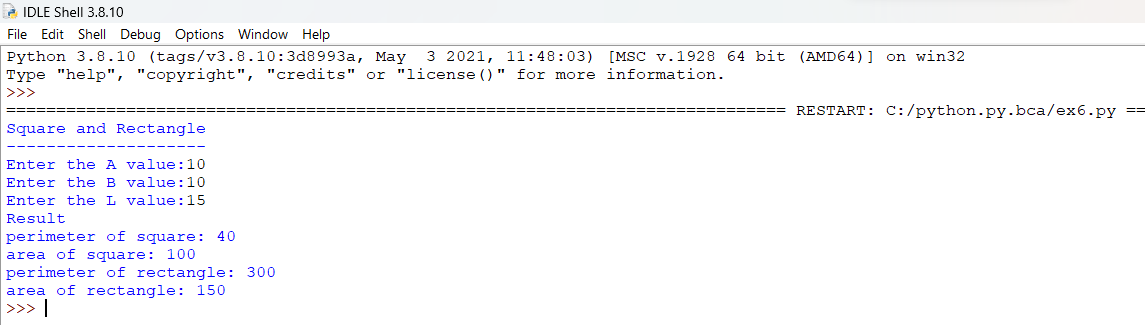 IDLE Shell 3.8.10
File Edit Shell Debug Options Window Help
Python 3.8.10 (tags/v3.8.10:3d8993a, May  3 2021, 11:48:03) [MSC v.1928 64 bit (AMD64)] on win32
Type "help", "copyright", "credits" or "license()" for more information.
>>>
============================================================================== RESTART: C:/python.py.bca/ex6.py ==
Square and Rectangle
--------------------
Enter the A value:10
Enter the B value:10
Enter the L value:15
Result
perimeter of square: 40
area of square: 100
perimeter of rectangle: 300
area of rectangle: 150
>>>